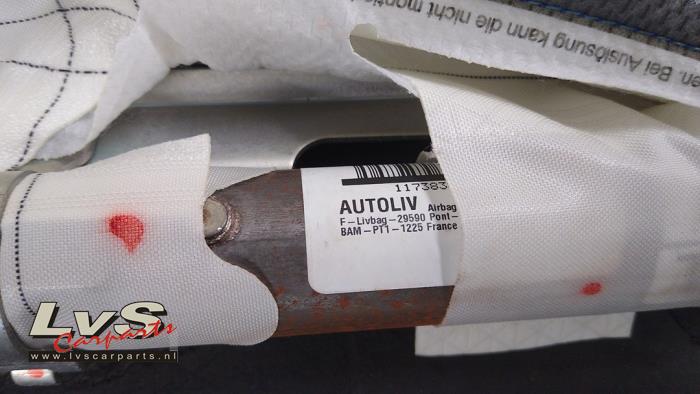 en. Bei Auslösung kann die nicht
117383
AUTOLIV Airbag
F-Livbag-29590 Pont-
BAM-PT1-1225 France
LvS
Carparts
www.lvscarparts.nl